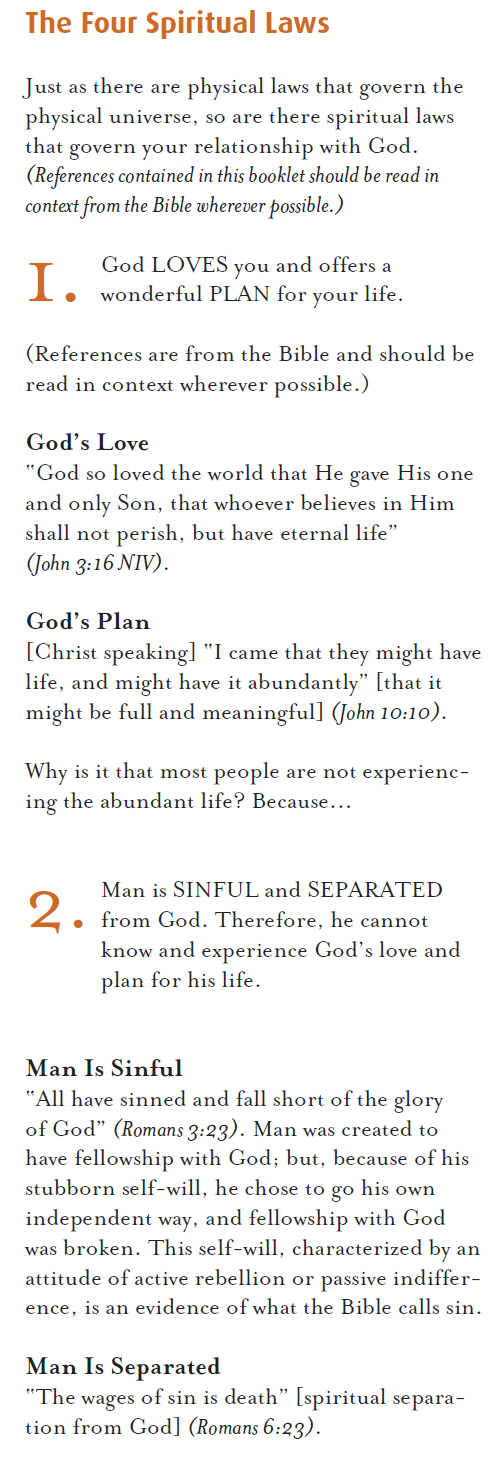 The Four Spiritual Laws
Just as there are physical laws that govern the
physical universe, so are there spiritual laws
that govern your relationship with God.
(References contained in this booklet should be read in
context from the Bible wherever possible.)
1. God LOVES you and offers a
wonderful PLAN for your life.
(References are from the Bible and should be
read in context wherever possible.)
God’s Love
“God so loved the world that He gave His one
and only Son, that whoever believes in Him
shall not perish, but have eternal life”
(John 3:16 NIV).
God’s Plan
[Christ speaking] “I came that they might have
life, and might have it abundantly” [that it
might be full and meaningful] (John 10:10).
Why is it that most people are not experienc-
ing the abundant life? Because…
2. Man is SINFUL and SEPARATED
from God. Therefore, he cannot
know and experience God’s love and
plan for his life.
Man Is Sinful
“All have sinned and fall short of the glory
of God” (Romans 3:23). Man was created to
have fellowship with God; but, because of his
stubborn self-will, he chose to go his own
independent way, and fellowship with God
was broken. This self-will, characterized by an
attitude of active rebellion or passive indiffer-
ence, is an evidence of what the Bible calls sin.
Man Is Separated
“The wages of sin is death” [spiritual separa-
tion from God] (Romans 6:23).